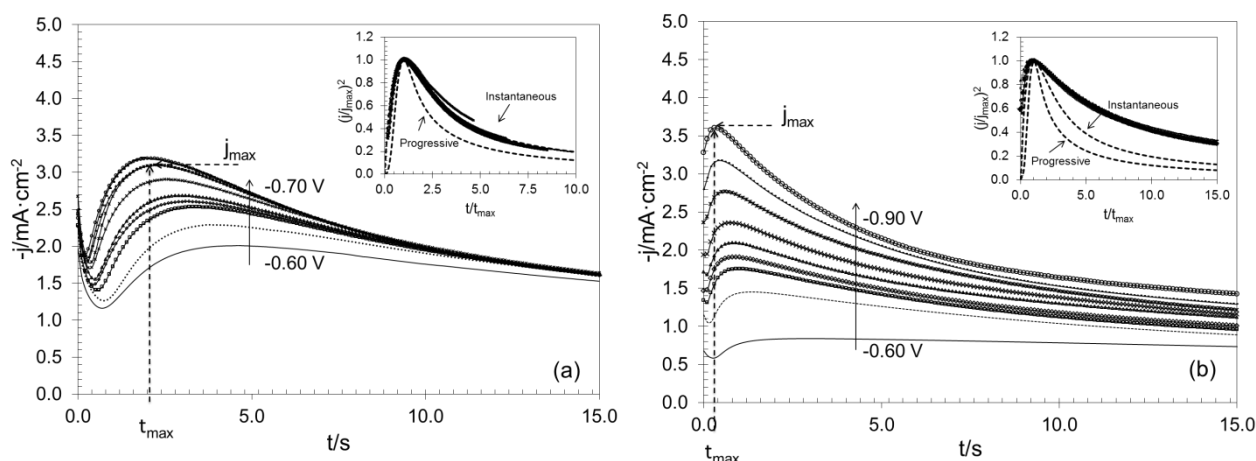 5.0
4.5
4.0
3.5
3.0
2.5
2.0
1.5
1.0
0.5
0.0
-j/mA·cm⁻²
0.0
5.0
10.0
15.0
t_max
t/s
j_max
-0.70 V
-0.60 V
(a)
1.2
1.0
0.8
0.6
0.4
0.2
0.0
(j/j_max)²
Instantaneous
Progressive
0.0
2.5
5.0
7.5
10.0
t/t_max
5.0
4.5
4.0
3.5
3.0
2.5
2.0
1.5
1.0
0.5
0.0
-j/mA·cm⁻²
0.0
5.0
10.0
15.0
t_max
t/s
j_max
-0.90 V
-0.60 V
(b)
1.2
1.0
0.8
0.6
0.4
0.2
0.0
(j/j_max)²
Instantaneous
Progressive
0.0
5.0
10.0
15.0
t/t_max